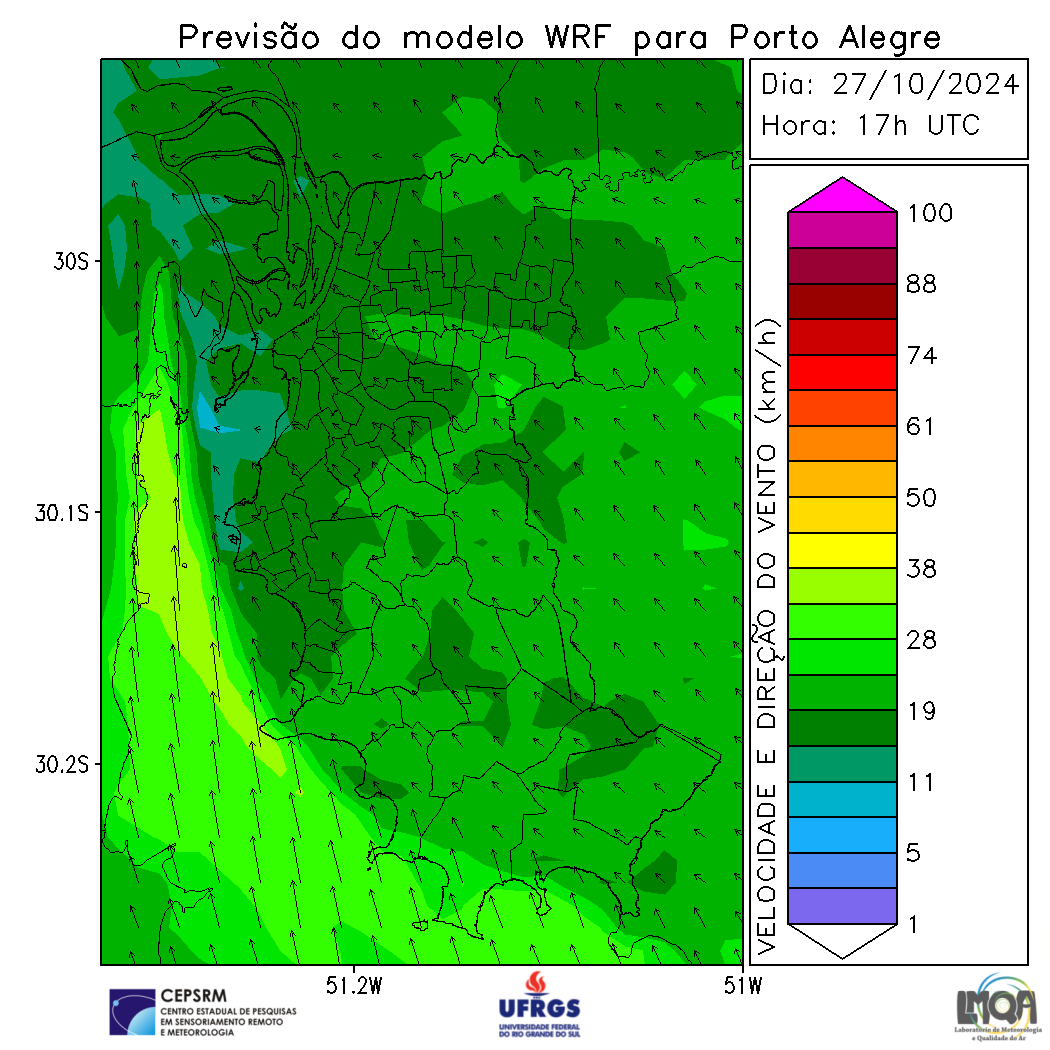 Previsão do modelo WRF para Porto Alegre
Dia: 27/10/2024
Hora: 17h UTC
30S
30.1S
30.2S
51.2W
51W
VELOCIDADE E DIREÇÃO DO VENTO (km/h)
100
88
74
61
50
38
28
19
11
5
1
CEPSRM
CENTRO ESTADUAL DE PESQUISAS
EM SENSORIAMENTO REMOTO
E METEOROLOGIA
UFRGS
UNIVERSIDADE FEDERAL
DO RIO GRANDE DO SUL
LMQA
Laboratório de Meteorologia
e Qualidade do Ar